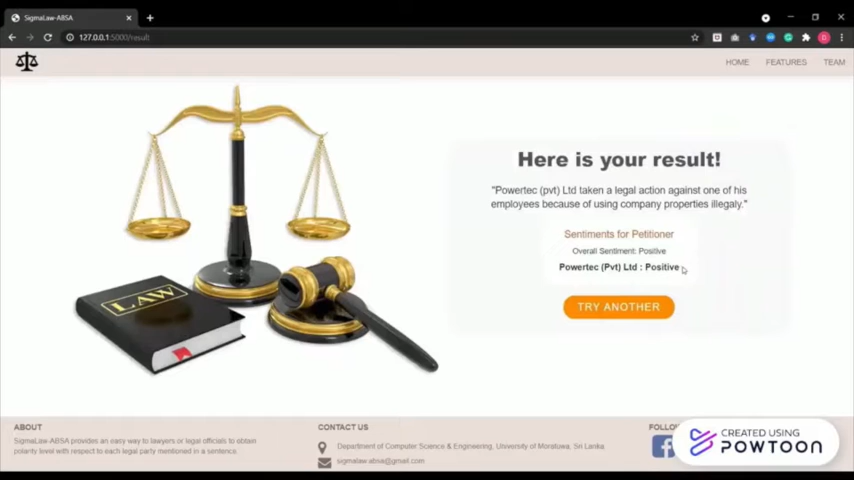 SigmaLaw-ABSA
127.0.0.1:5000/result
HOME FEATURES TEAM
LAW
Here is your result!
"Powertec (pvt) Ltd taken a legal action against one of his
employees because of using company properties illegaly."
Sentiments for Petitioner
Overall Sentiment: Positive
Powertec (Pvt) Ltd : Positive
TRY ANOTHER
ABOUT
SigmaLaw-ABSA provides an easy way to lawyers or legal officials to obtain
polarity level with respect to each legal party mentioned in a sentence.
CONTACT US
Department of Computer Science & Engineering, University of Moratuwa, Sri Lanka
sigmalaw.absa@gmail.com
FOLLO
CREATED USING
POWTOON